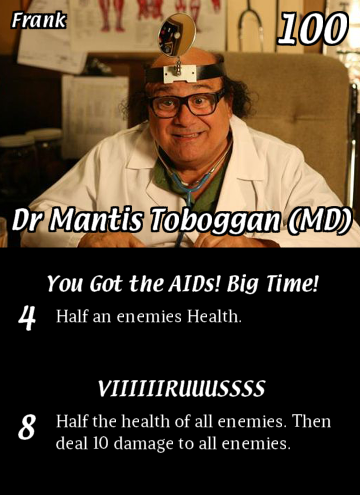 Frank
100
Dr Mantis Toboggan (MD)
You Got the AIDs! Big Time!
4 Half an enemies Health.
VIIIIIIRUUUSSSS
8 Half the health of all enemies. Then
deal 10 damage to all enemies.